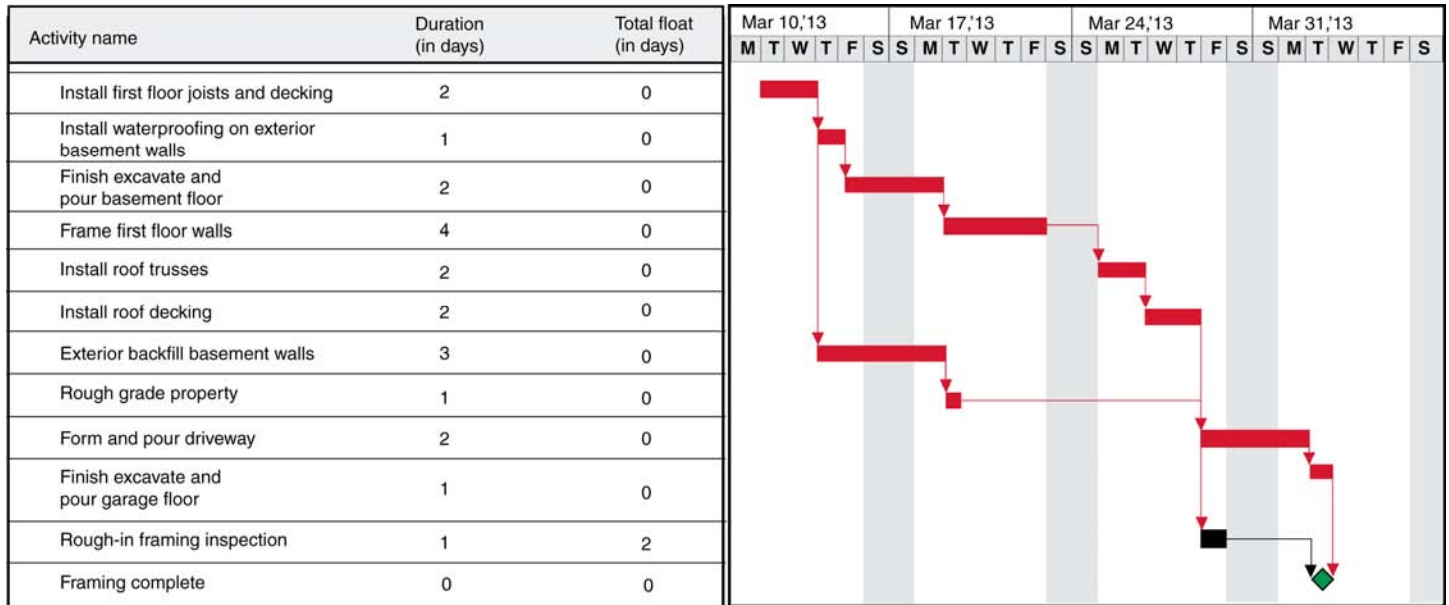 Activity name Duration (in days) Total float (in days)
Mar 10,'13 Mar 17,'13 Mar 24,'13 Mar 31,'13
M T W T F S S M T W T F S S M T W T F S S M T W T F S
Install first floor joists and decking 2 0
Install waterproofing on exterior
basement walls 1 0
Finish excavate and
pour basement floor 2 0
Frame first floor walls 4 0
Install roof trusses 2 0
Install roof decking 2 0
Exterior backfill basement walls 3 0
Rough grade property 1 0
Form and pour driveway 2 0
Finish excavate and
pour garage floor 1 0
Rough-in framing inspection 1 2
Framing complete 0 0